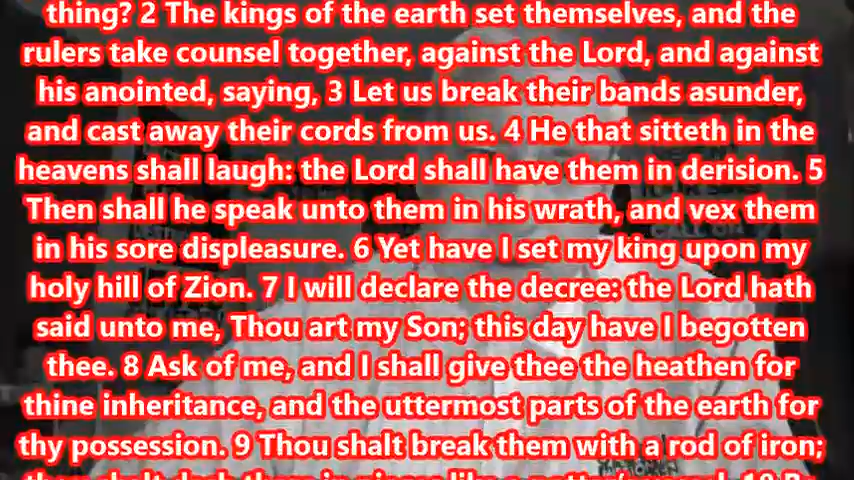 thing? 2 The kings of the earth set themselves, and the
rulers take counsel together, against the Lord, and against
his anointed, saying, 3 Let us break their bands asunder,
and cast away their cords from us. 4 He that sitteth in the
heavens shall laugh: the Lord shall have them in derision. 5
Then shall he speak unto them in his wrath, and vex them
in his sore displeasure. 6 Yet have I set my king upon my
holy hill of Zion. 7 I will declare the decree: the Lord hath
said unto me, Thou art my Son; this day have I begotten
thee. 8 Ask of me, and I shall give thee the heathen for
thine inheritance, and the uttermost parts of the earth for
thy possession. 9 Thou shalt break them with a rod of iron;